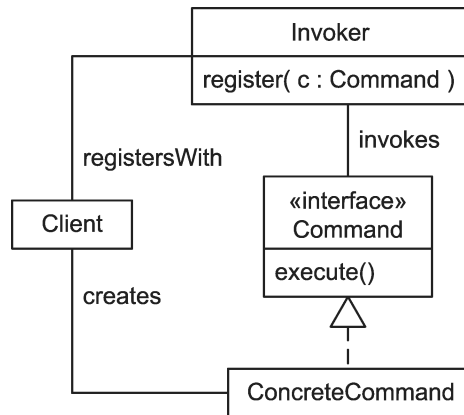 Invoker
register( c : Command )
registersWith
invokes
«interface»
Command
Client
execute()
creates
ConcreteCommand